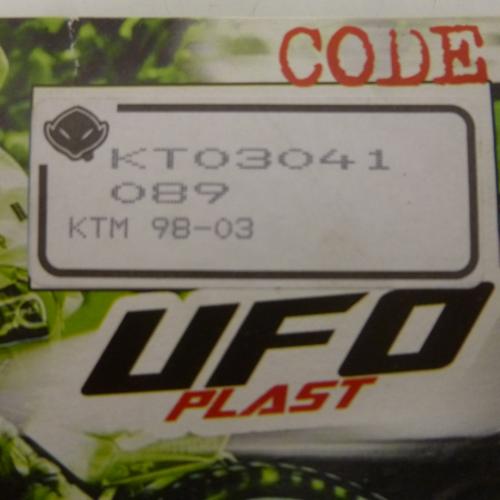 CODE
KT03041
089
KTM 98-03
UFO
PLAST